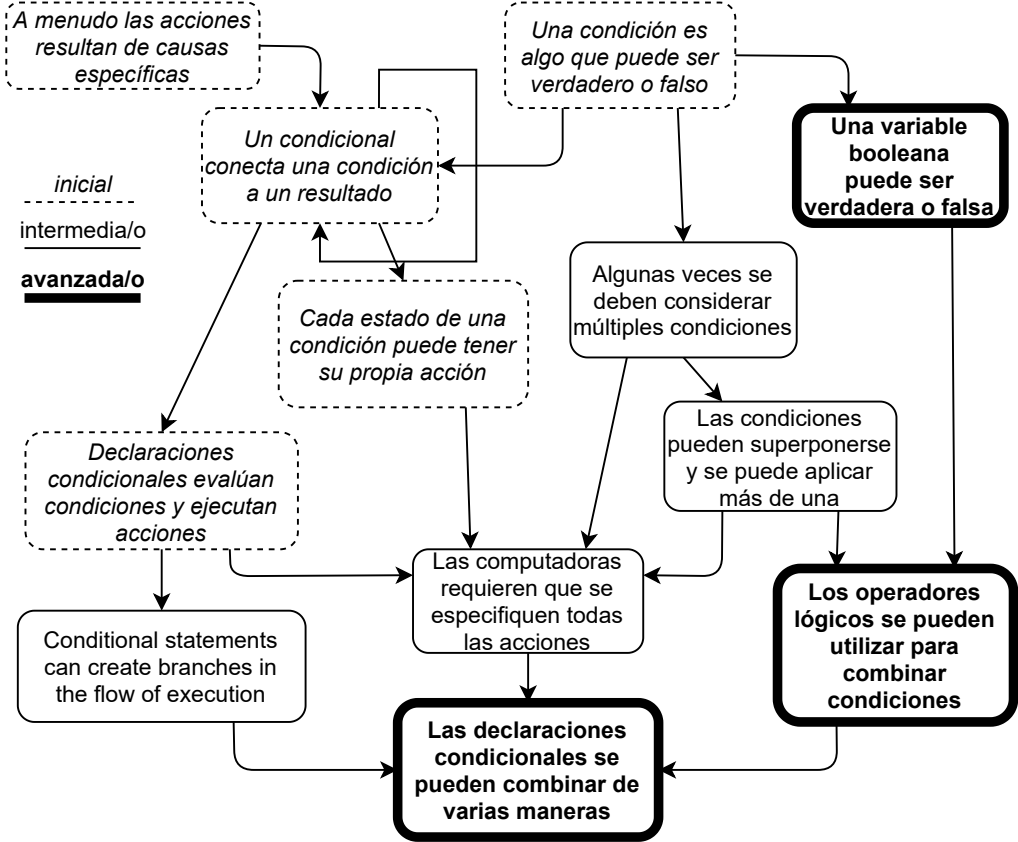 A menudo las acciones
resultan de causas
específicas
Una condición es
algo que puede ser
verdadero o falso
Un condicional
conecta una condición
a un resultado
Una variable
booleana
puede ser
verdadera o falsa
inicial
intermedia/o
avanzada/o
Algunas veces se
deben considerar
múltiples condiciones
Cada estado de una
condición puede tener
su propia acción
Las condiciones
pueden superponerse
y se puede aplicar
más de una
Declaraciones
condicionales evalúan
condiciones y ejecutan
acciones
Las computadoras
requieren que se
especifiquen todas
las acciones
Los operadores
lógicos se pueden
utilizar para
combinar
condiciones
Conditional statements
can create branches in
the flow of execution
Las declaraciones
condicionales se
pueden combinar de
varias maneras